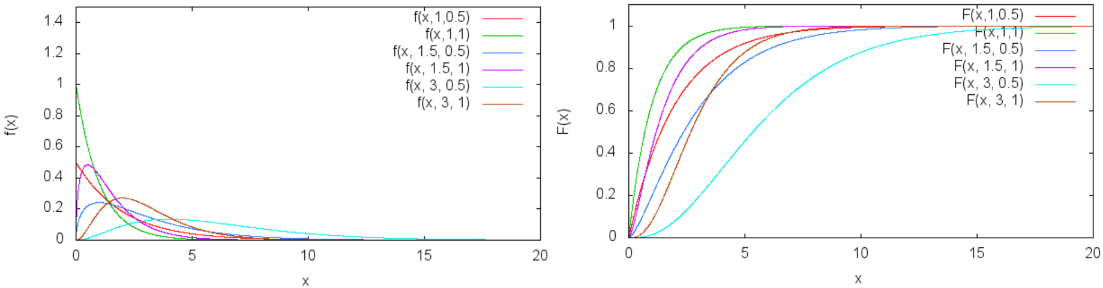 1.4
1.2
1
0.8
0.6
0.4
0.2
0
f(x)
f(x,1,0.5)
f(x,1,1)
f(x, 1.5, 0.5)
f(x, 1.5, 1)
f(x, 3, 0.5)
f(x, 3, 1)
0 5 10 15 20
x
1
0.8
0.6
0.4
0.2
0
F(x)
F(x,1,0.5)
F(x,1,1)
F(x, 1.5, 0.5)
F(x, 1.5, 1)
F(x, 3, 0.5)
F(x, 3, 1)
0 5 10 15 20
x